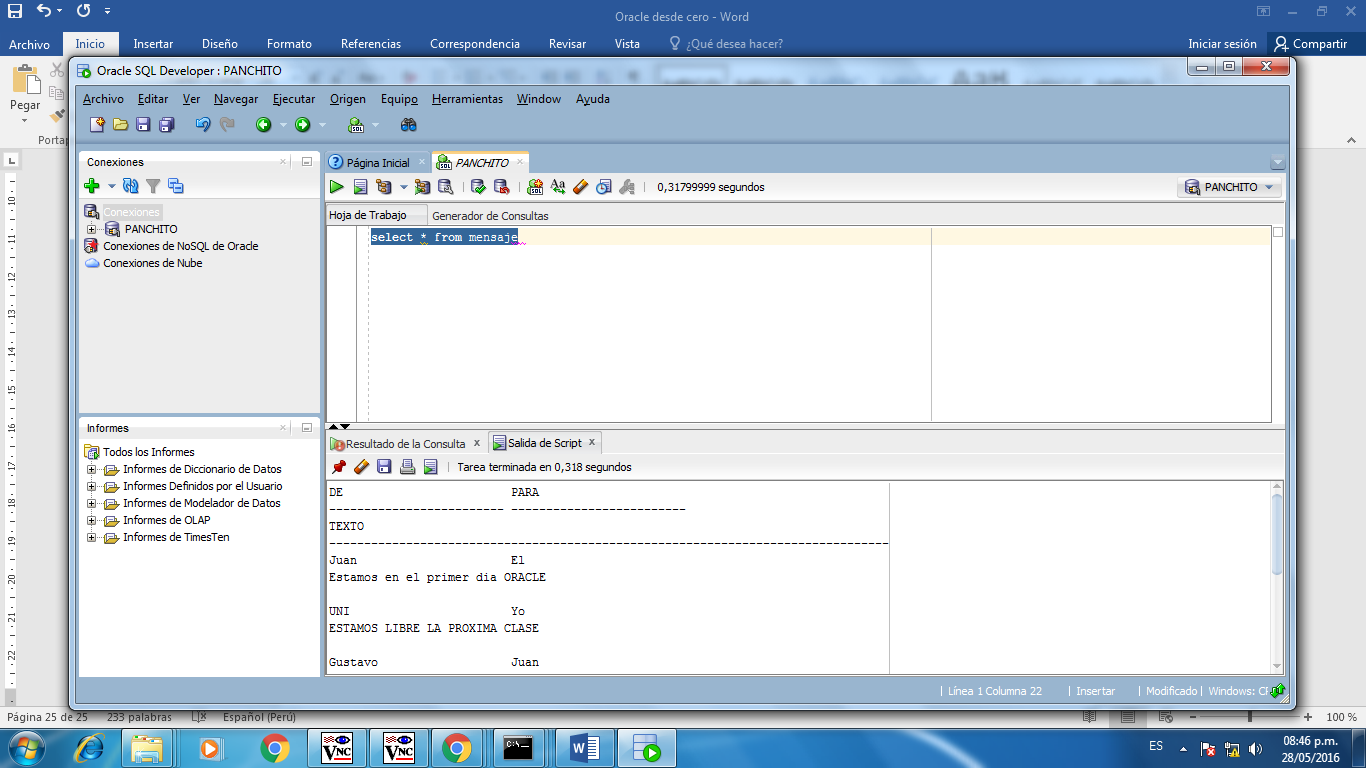 Oracle desde cero - Word
Archivo Inicio Insertar Diseño Formato Referencias Correspondencia Revisar Vista ¿Qué desea hacer? Iniciar sesión Compartir
Pegar
Portap
Oracle SQL Developer : PANCHITO
Archivo Editar Ver Navegar Ejecutar Origen Equipo Herramientas Window Ayuda
Conexiones
Conexiones
PANCHITO
Conexiones de NoSQL de Oracle
Conexiones de Nube
Informes
Todos los Informes
Informes de Diccionario de Datos
Informes Definidos por el Usuario
Informes de Modelador de Datos
Informes de OLAP
Informes de TimesTen
Página Inicial PANCHITO
0,31799999 segundos PANCHITO
Hoja de Trabajo Generador de Consultas
select * from mensaje
Resultado de la Consulta Salida de Script
Tarea terminada en 0,318 segundos
DE PARA
------------------------- -------------------------
TEXTO
--------------------------------------------------------------------------------
Juan El
Estamos en el primer dia ORACLE
UNI Yo
ESTAMOS LIBRE LA PROXIMA CLASE
Gustavo Juan
Línea 1 Columna 22 Insertar Modificado Windows: CR
Página 25 de 25 233 palabras Español (Perú) 100 %
ES 08:46 p.m.
28/05/2016